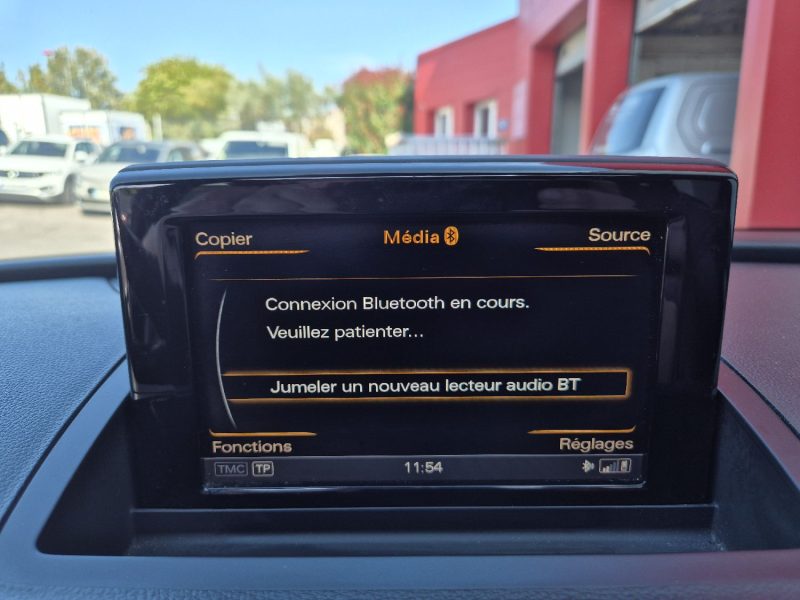 Copier
Média
Source
Connexion Bluetooth en cours.
Veuillez patienter...
Jumeler un nouveau lecteur audio BT
Fonctions
Réglages
TMC TP
11:54